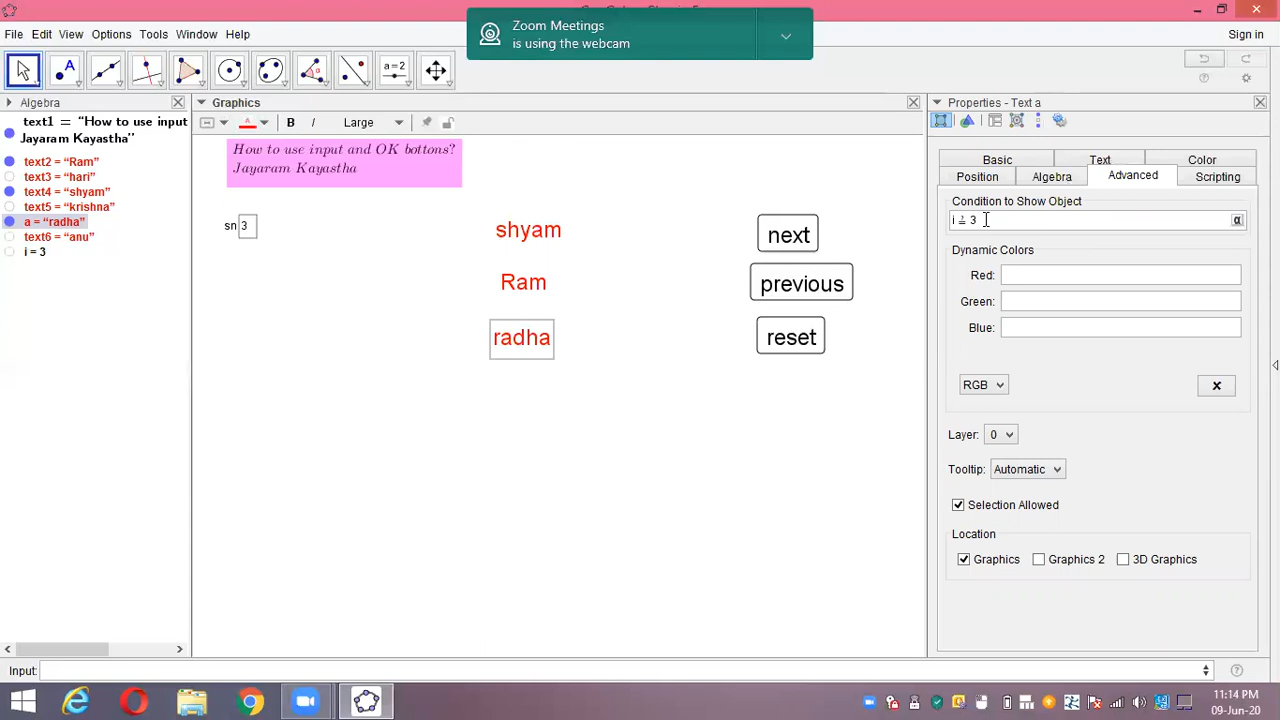 Zoom Meetings
is using the webcam
File Edit View Options Tools Window Help
Sign in
a=2
Algebra
Graphics
Properties - Text a
B I Large
text1 = “How to use input
Jayaram Kayastha”
text2 = “Ram”
text3 = “hari”
text4 = “shyam”
text5 = “krishna”
a = “radha”
text6 = “anu”
i = 3
How to use input and OK bottons?
Jayaram Kayastha
sn 3
shyam
Ram
radha
next
previous
reset
Basic Text Color
Position Algebra Advanced Scripting
Condition to Show Object
i ≟ 3
α
Dynamic Colors
Red:
Green:
Blue:
RGB
Layer: 0
Tooltip: Automatic
Selection Allowed
Location
Graphics Graphics 2 3D Graphics
Input:
11:14 PM
09-Jun-20